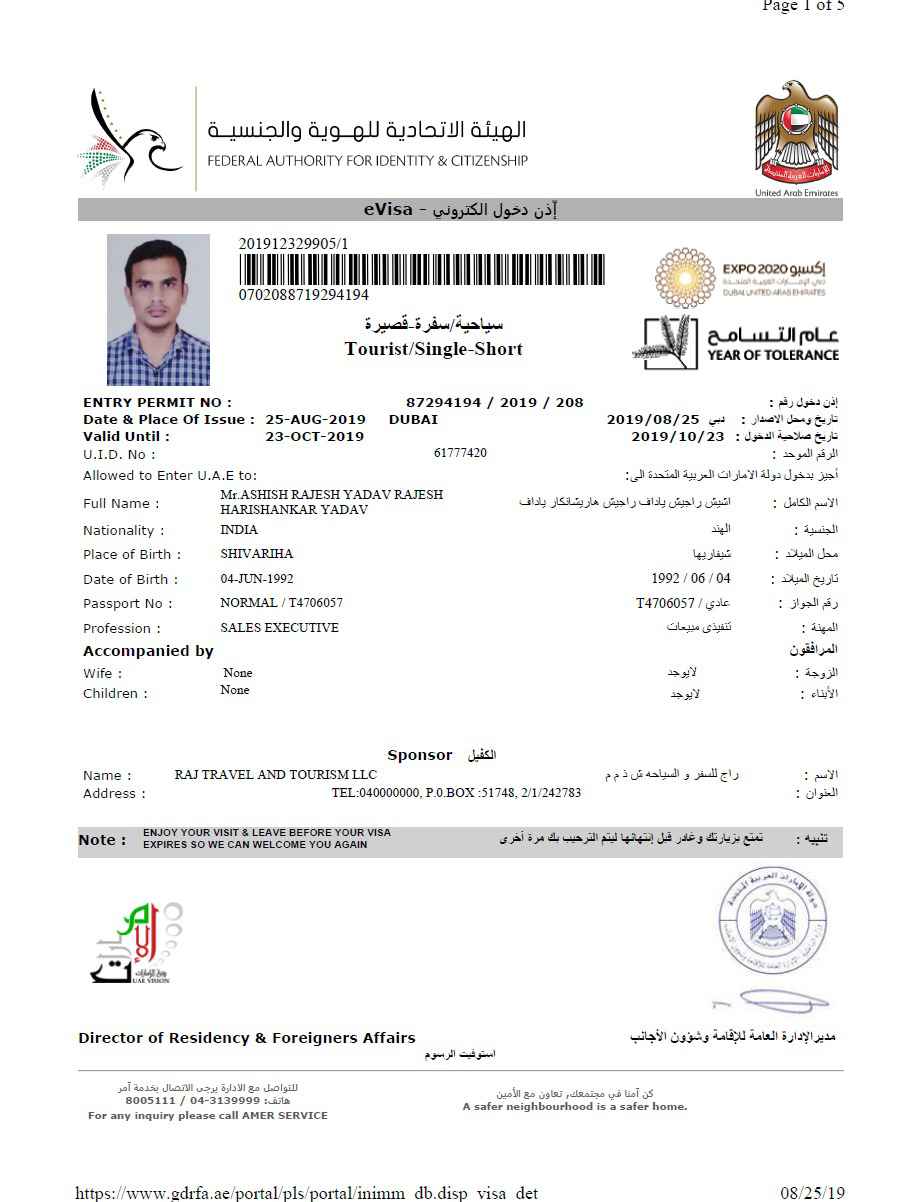 Page 1 of 5
الهيئة الاتحادية للهوية والجنسية
FEDERAL AUTHORITY FOR IDENTITY & CITIZENSHIP
United Arab Emirates
eVisa - إذن دخول الكتروني
201912329905/1
0702088719294194
EXPO 2020 إكسبو
دبي الإمارات العربية المتحدة
DUBAI UNITED ARAB EMIRATES
سياحية/سفرة-قصيرة
Tourist/Single-Short
عام التسامح
YEAR OF TOLERANCE
ENTRY PERMIT NO : 87294194 / 2019 / 208 إذن دخول رقم :
Date & Place Of Issue : 25-AUG-2019 DUBAI 2019/08/25 دبي تاريخ ومحل الاصدار :
Valid Until : 23-OCT-2019 2019/10/23 تاريخ صلاحية الدخول :
U.I.D. No : 61777420 الرقم الموحد :
Allowed to Enter U.A.E to: أجيز بدخول دولة الامارات العربية المتحدة الى:
Full Name : Mr.ASHISH RAJESH YADAV RAJESH HARISHANKAR YADAV اشيش راجيش ياداف راجيش هاريشانكار ياداف الاسم الكامل :
Nationality : INDIA الهند الجنسية :
Place of Birth : SHIVARIHA شيفاريها محل الميلاد :
Date of Birth : 04-JUN-1992 1992 / 06 / 04 تاريخ الميلاد :
Passport No : NORMAL / T4706057 عادي / T4706057 رقم الجواز :
Profession : SALES EXECUTIVE تنفيذى مبيعات المهنة :
Accompanied by المرافقون
Wife : None لايوجد الزوجة :
Children : None لايوجد الأبناء :
Sponsor الكفيل
Name : RAJ TRAVEL AND TOURISM LLC راج للسفر و السياحه ش ذ م م الاسم :
Address : TEL:040000000, P.0.BOX :51748, 2/1/242783 العنوان :
Note : ENJOY YOUR VISIT & LEAVE BEFORE YOUR VISA
EXPIRES SO WE CAN WELCOME YOU AGAIN
تمتع بزيارتك وغادر قبل إنتهائها ليتم الترحيب بك مرة أخرى تنبيه :
الإمارات
UAE VISION
دولة الإمارات العربية المتحدة
Director of Residency & Foreigners Affairs مديرالإدارة العامة للإقامة وشؤون الأجانب
استوفيت الرسوم
للتواصل مع الادارة يرجى الاتصال بخدمة آمر
هاتف: 04-3139999 / 8005111
For any inquiry please call AMER SERVICE
كن آمنا في مجتمعك, تعاون مع الأمين
A safer neighbourhood is a safer home.
https://www.gdrfa.ae/portal/pls/portal/inimm_db.disp_visa_det 08/25/19